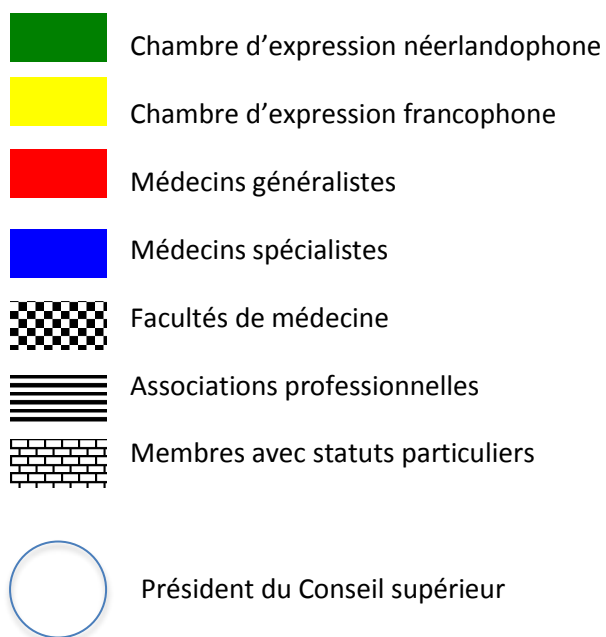 Chambre d’expression néerlandophone
Chambre d’expression francophone
Médecins généralistes
Médecins spécialistes
Facultés de médecine
Associations professionnelles
Membres avec statuts particuliers
Président du Conseil supérieur